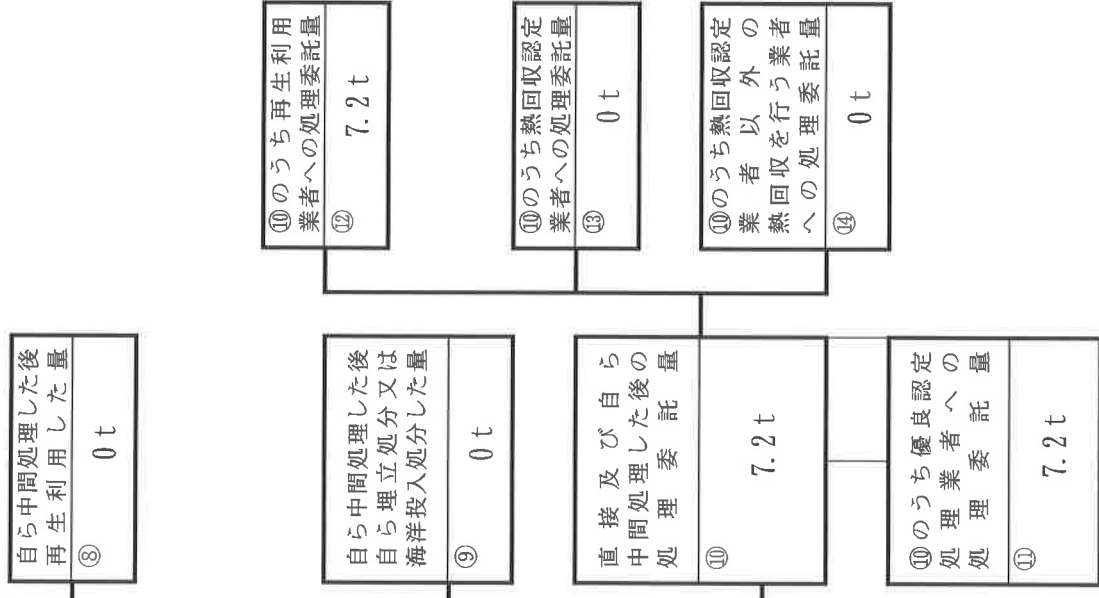 自ら中間処理した後
再生利用した量
⑧
0 t
自ら中間処理した後
自ら埋立処分又は
海洋投入処分した量
⑨
0 t
直接及び自ら
中間処理した後の
処理委託量
⑩
7.2 t
⑩のうち優良認定
処理業者への
処理委託量
⑪
7.2 t
⑩のうち再生利用
業者への処理委託量
⑫
7.2 t
⑩のうち熱回収認定
業者への処理委託量
⑬
0 t
⑩のうち熱回収認定
業者以外の
熱回収を行う業者
への処理委託量
⑭
0 t